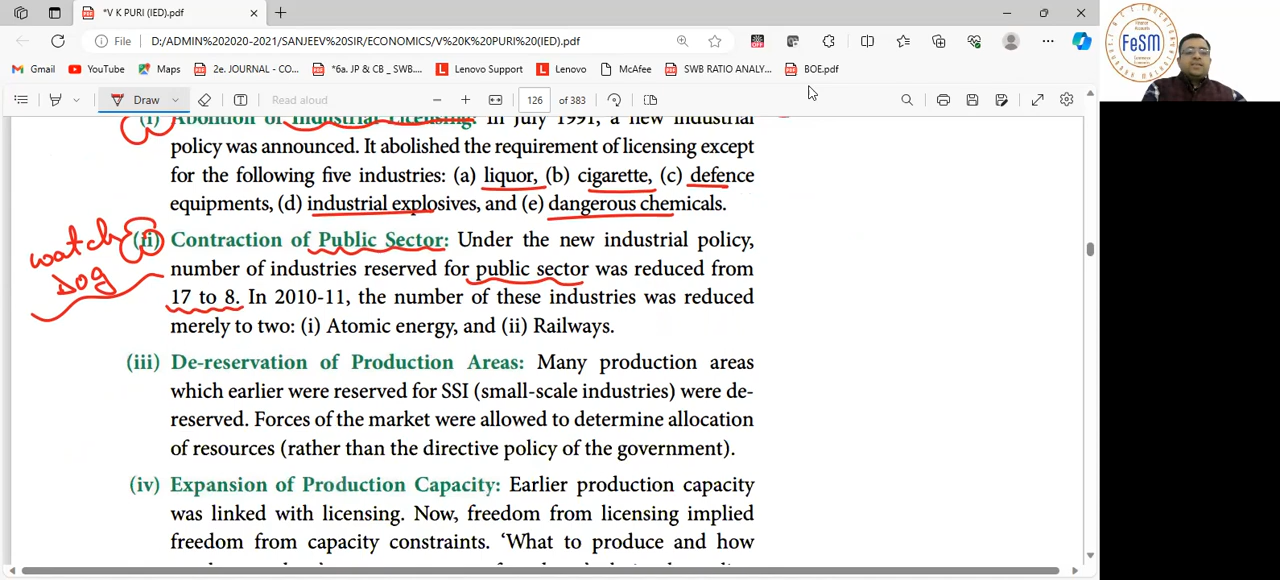 *V K PURI (IED).pdf
File D:/ADMIN%202020-2021/SANJEEV%20SIR/ECONOMICS/V%20K%20PURI(IED).pdf
Gmail YouTube Maps 2e. JOURNAL - CO... *6a. JP & CB _SWB... Lenovo Support Lenovo McAfee SWB RATIO ANALY... BOE.pdf
Draw Read aloud 126 of 383
(i) Abolition of Industrial Licensing: In July 1991, a new industrial
policy was announced. It abolished the requirement of licensing except
for the following five industries: (a) liquor, (b) cigarette, (c) defence
equipments, (d) industrial explosives, and (e) dangerous chemicals.
watch
Dog
(ii) Contraction of Public Sector: Under the new industrial policy,
number of industries reserved for public sector was reduced from
17 to 8. In 2010-11, the number of these industries was reduced
merely to two: (i) Atomic energy, and (ii) Railways.
(iii) De-reservation of Production Areas: Many production areas
which earlier were reserved for SSI (small-scale industries) were de-
reserved. Forces of the market were allowed to determine allocation
of resources (rather than the directive policy of the government).
(iv) Expansion of Production Capacity: Earlier production capacity
was linked with licensing. Now, freedom from licensing implied
freedom from capacity constraints. 'What to produce and how
FeSM